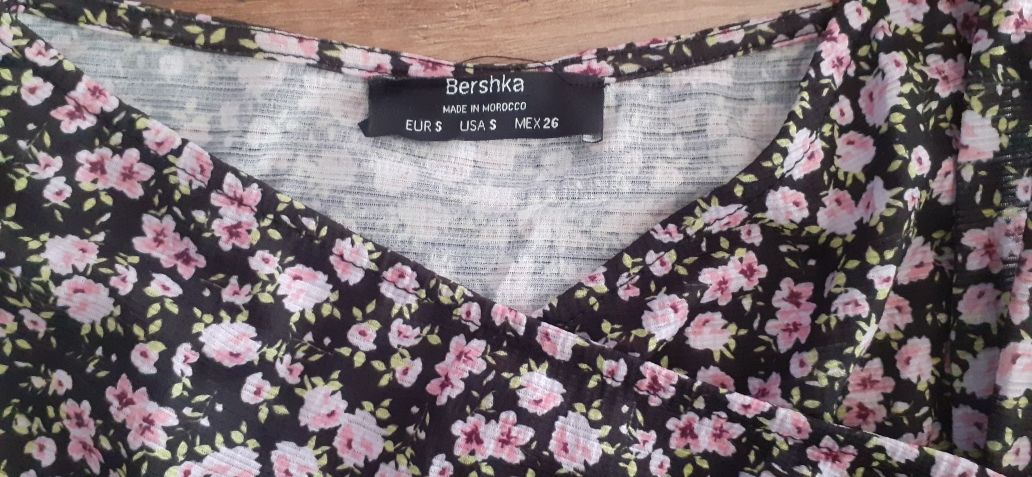 Bershka
MADE IN MOROCCO
EUR S USA S MEX 26